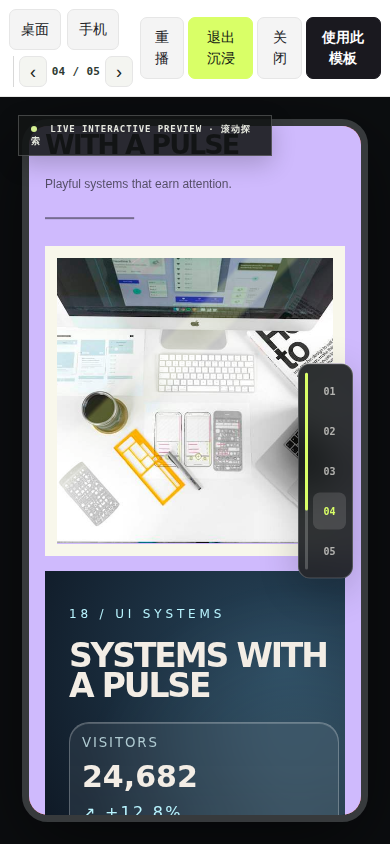 桌面
手机
重播
退出沉浸
关闭
使用此模板
‹
04 / 05
›
LIVE INTERACTIVE PREVIEW · 滚动探索
WITH A PULSE
Playful systems that earn attention.
How
to
01
02
03
04
05
18 / UI SYSTEMS
SYSTEMS WITH
A PULSE
VISITORS
24,682
↗ +12.8%